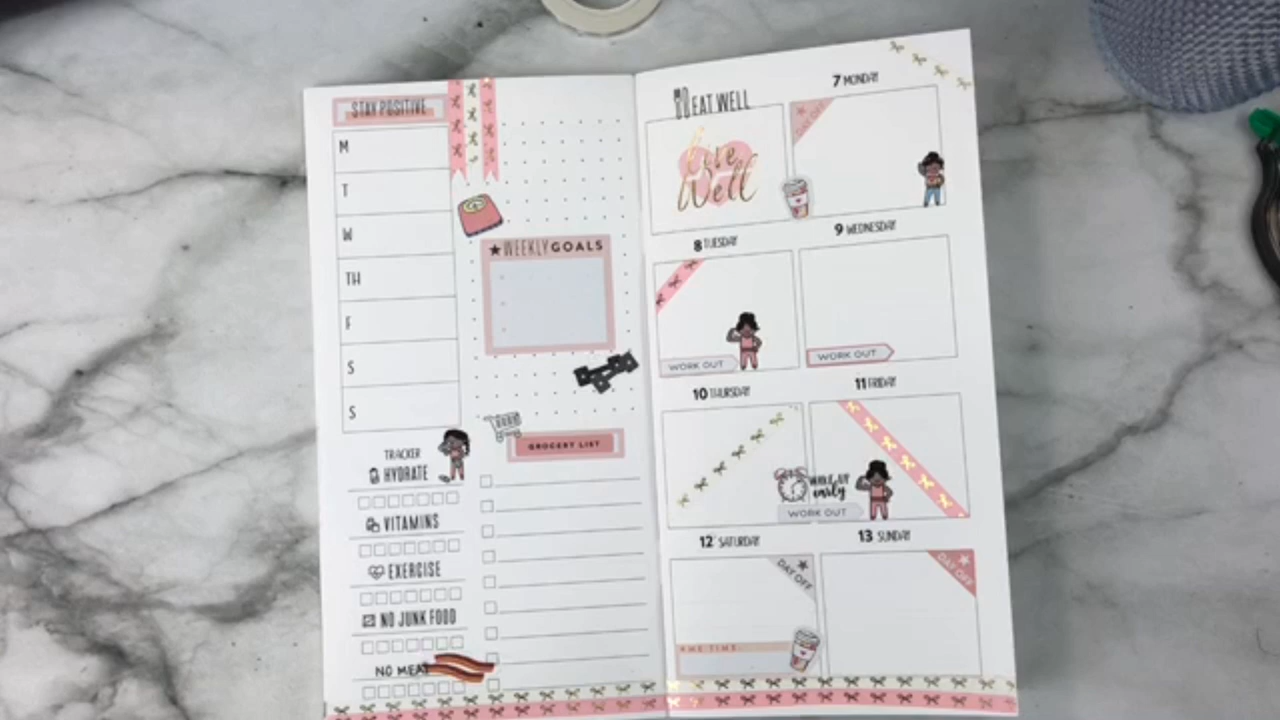 STAY POSITIVE
M
T
W
TH
F
S
S
WEEKLY GOALS
GROCERY LIST
TRACKER
HYDRATE
VITAMINS
EXERCISE
NO JUNK FOOD
NO MEAT
EAT WELL
live
Well
7 MONDAY
DAY OFF
8 TUESDAY
WORK OUT
9 WEDNESDAY
WORK OUT
10 THURSDAY
11 FRIDAY
WAKE UP
early
WORK OUT
12 SATURDAY
DAY OFF
ME TIME
13 SUNDAY
DAY OFF